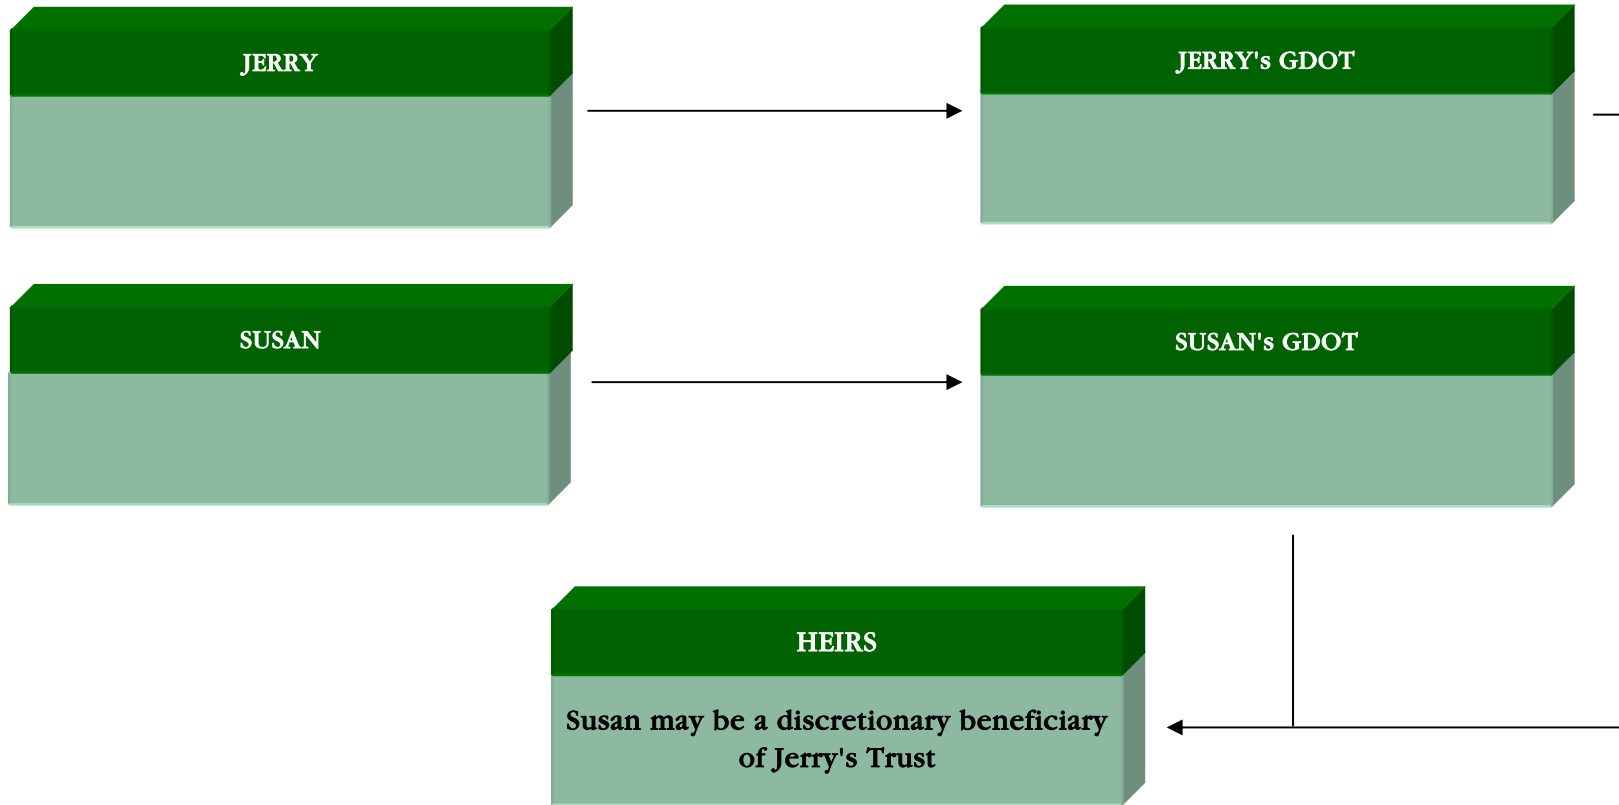 JERRY
JERRY's GDOT
SUSAN
SUSAN's GDOT
HEIRS
Susan may be a discretionary beneficiary
of Jerry's Trust